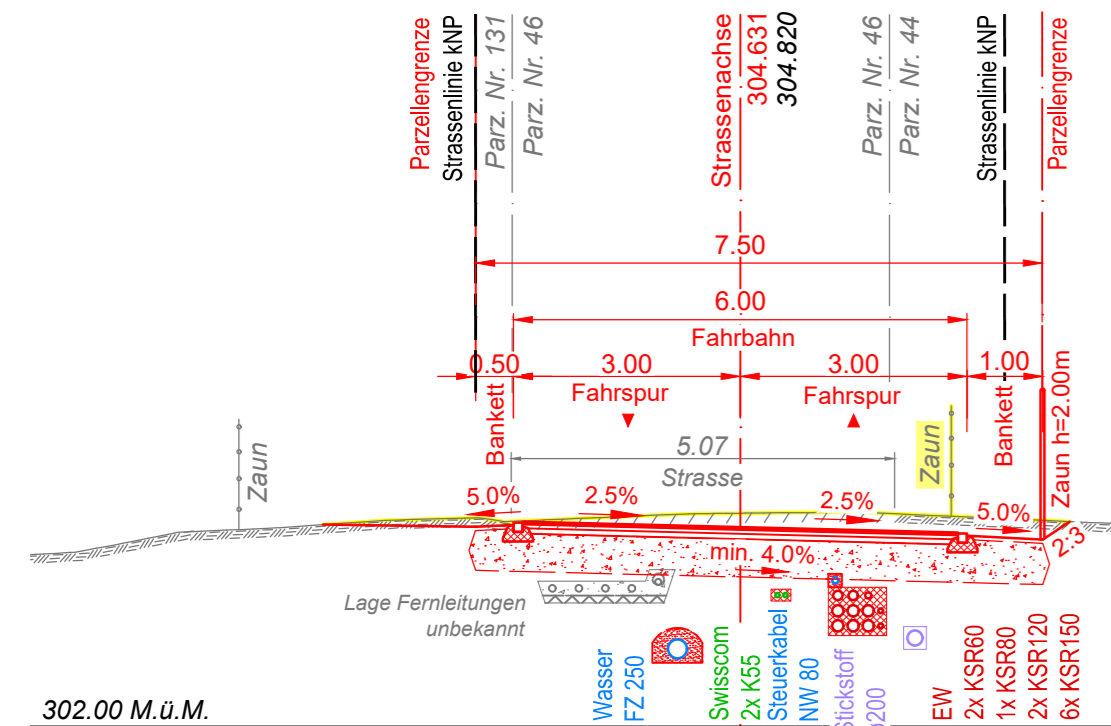 Parzellengrenze
Strassenlinie kNP
Parz. Nr. 131
Parz. Nr. 46
Strassenachse
304.631
304.820
Parz. Nr. 46
Parz. Nr. 44
Strassenlinie kNP
Parzellengrenze
7.50
6.00
Fahrbahn
0.50
3.00
3.00
1.00
Bankett
Fahrspur
Fahrspur
Bankett
Zaun h=2.00m
Zaun
5.07
Strasse
Zaun
5.0%
2.5%
2.5%
5.0%
2:3
min. 4.0%
Lage Fernleitungen
unbekannt
Wasser
FZ 250
Swisscom
2x K55
Steuerkabel
NW 80
Stickstoff
EW
2x KSR60
1x KSR80
2x KSR120
6x KSR150
302.00 M.ü.M.